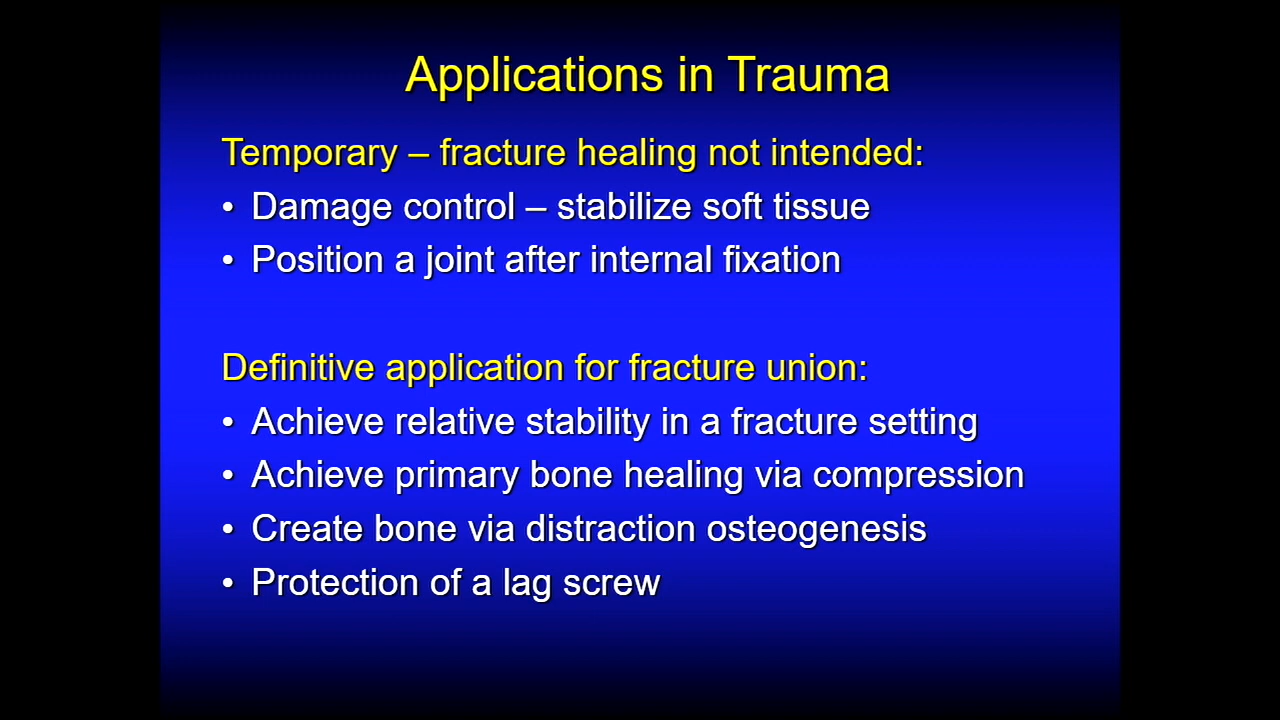 Applications in Trauma
Temporary – fracture healing not intended:
• Damage control – stabilize soft tissue
• Position a joint after internal fixation
Definitive application for fracture union:
• Achieve relative stability in a fracture setting
• Achieve primary bone healing via compression
• Create bone via distraction osteogenesis
• Protection of a lag screw